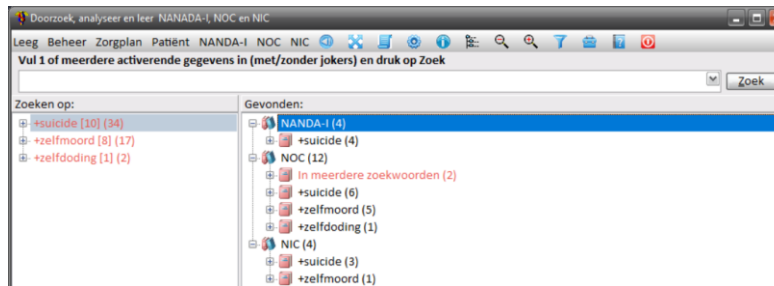 Doorzoek, analyseer en leer NANADA-I, NOC en NIC
Leeg Beheer Zorgplan Patiënt NANDA-I NOC NIC
Vul 1 of meerdere activerende gegevens in (met/zonder jokers) en druk op Zoek
Zoek
Zoeken op:
+suicide [10] (34)
+zelfmoord [8] (17)
+zelfdoding [1] (2)
Gevonden:
NANDA-I (4)
+suicide (4)
NOC (12)
In meerdere zoekwoorden (2)
+suicide (6)
+zelfmoord (5)
+zelfdoding (1)
NIC (4)
+suicide (3)
+zelfmoord (1)